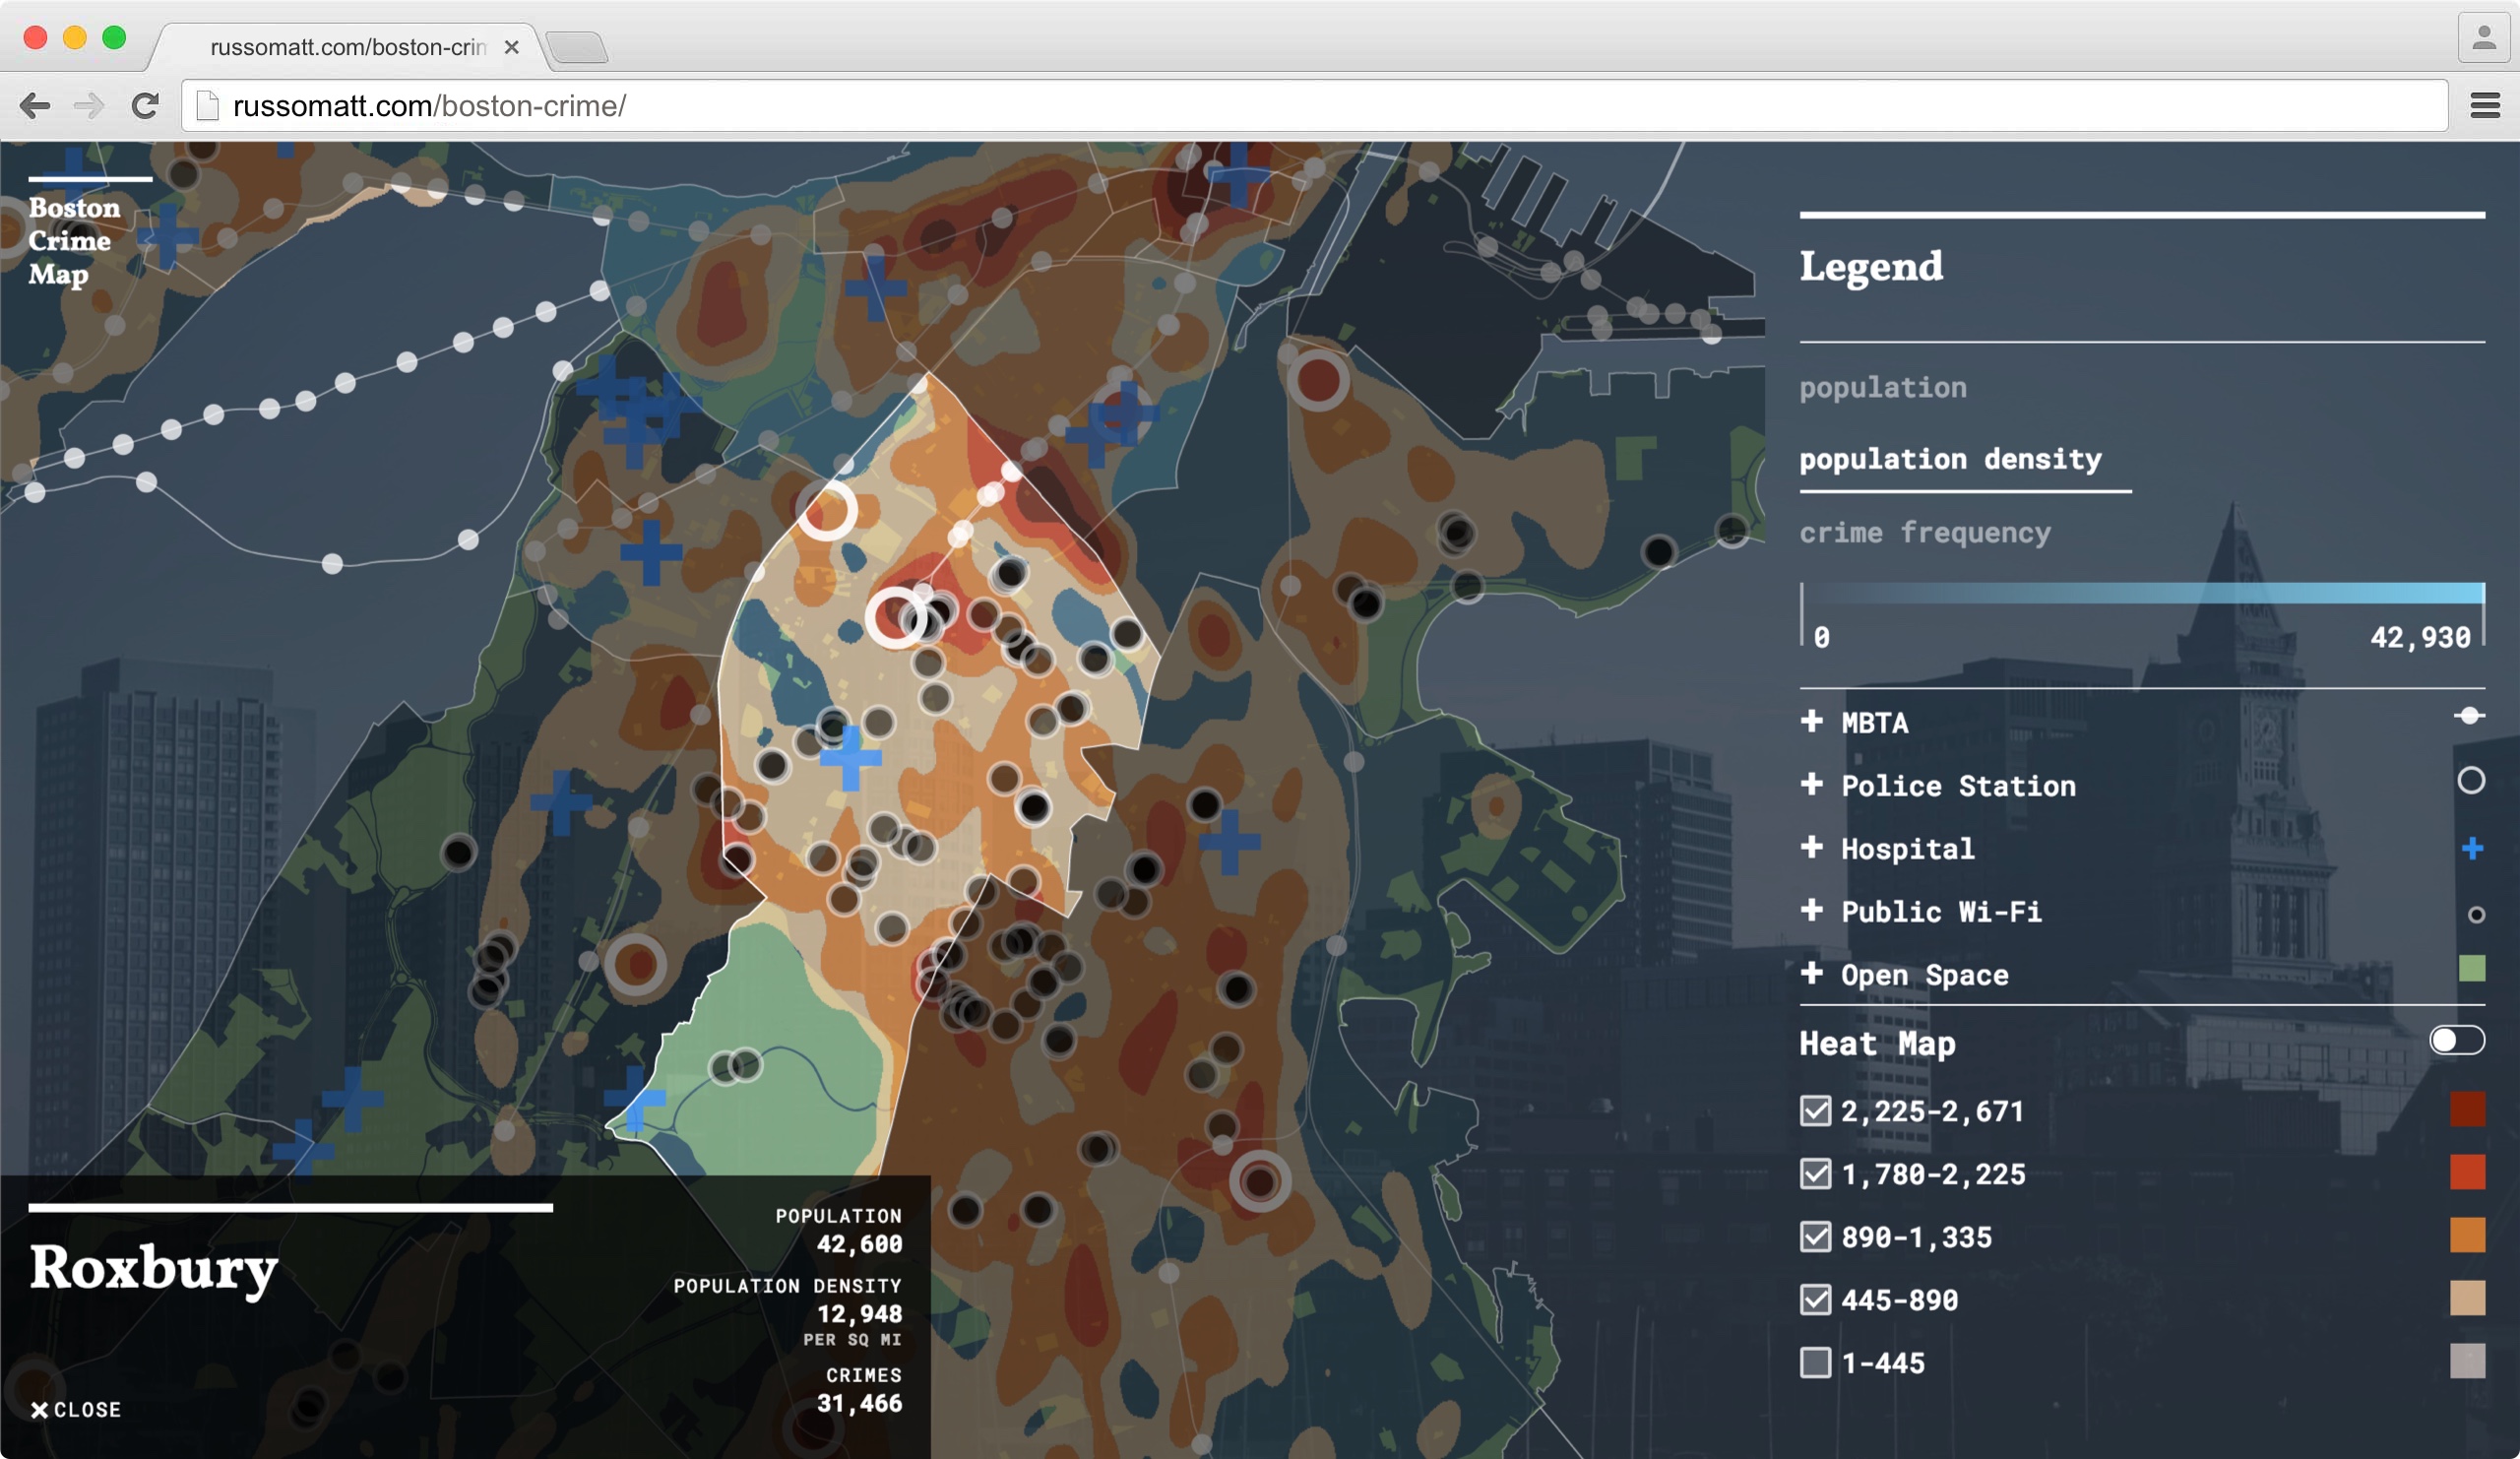 russomatt.com/boston-crim
russomatt.com/boston-crime/
Boston
Crime
Map
Legend
population
population density
crime frequency
0
42,930
MBTA
Police Station
Hospital
Public Wi-Fi
Open Space
Heat Map
2,225-2,671
1,780-2,225
890-1,335
445-890
1-445
Roxbury
POPULATION
42,600
POPULATION DENSITY
12,948
PER SQ MI
CRIMES
31,466
CLOSE